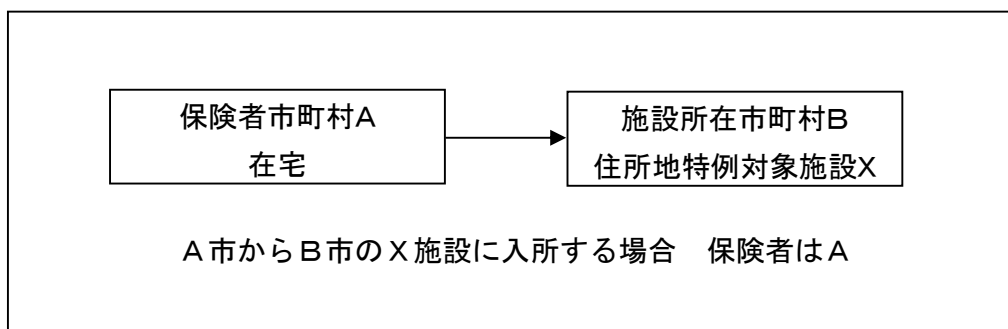 保険者市町村A
在宅
施設所在市町村B
住所地特例対象施設X
A市からB市のX施設に入所する場合　保険者はA